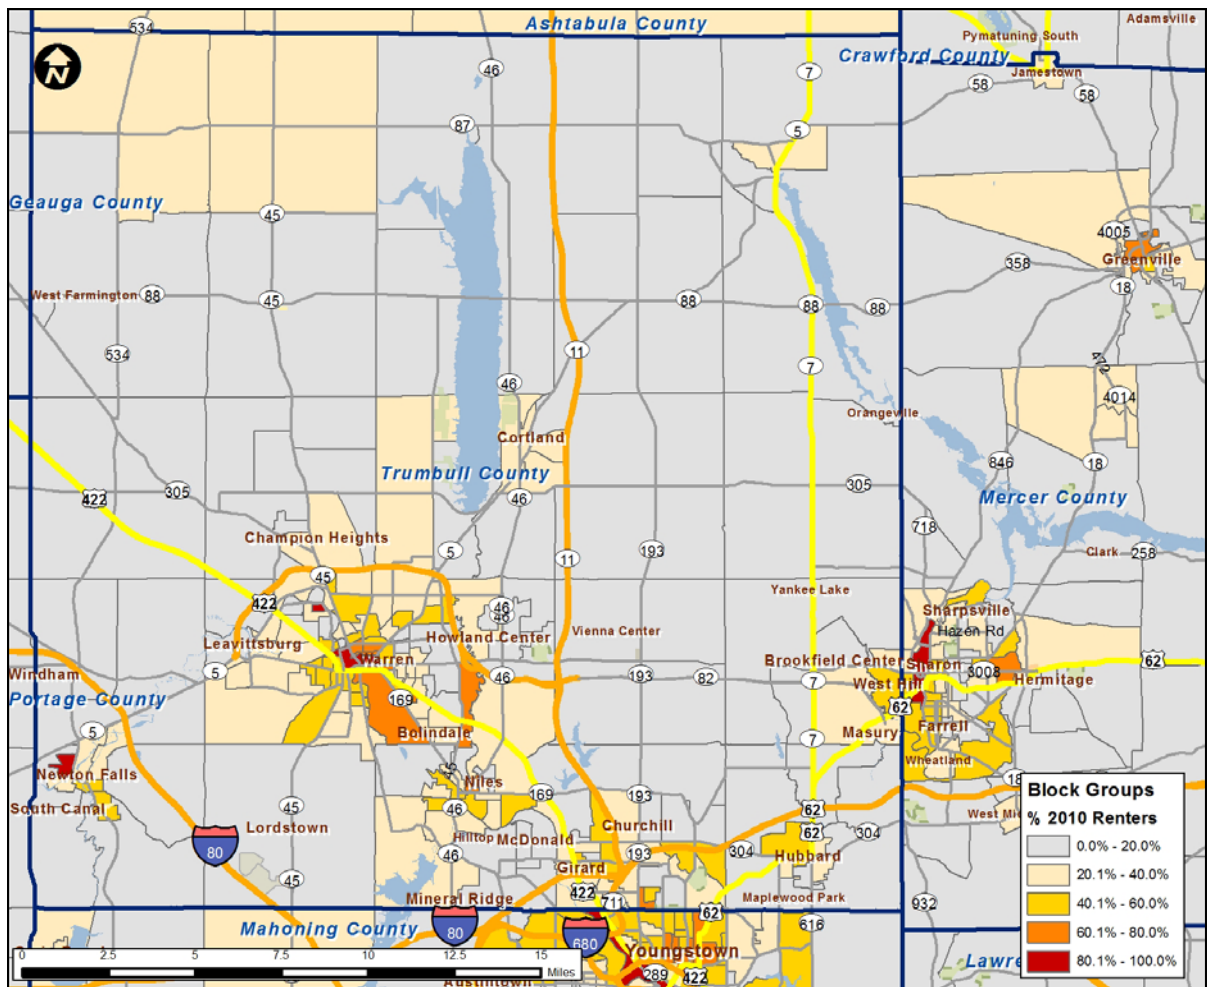 Ashtabula County
Adamsville
534
Pymatuning South
Crawford County
46
7
Jamestown
58
58
87
5
Geauga County
45
4005
Greenville
358
18
West Farmington
88
45
88
88
88
534
11
7
472
46
4014
Orangeville
Cortland
Trumbull County
846
18
305
422
46
305
Mercer County
718
Champion Heights
5
193
11
Clark
258
45
Yankee Lake
422
46
46
Sharpsville
Hazen Rd
Leavittsburg
Howland Center
Vienna Center
Warren
Brookfield Center
Sharon
62
Windham
5
46
193
82
7
West Hill
3008
Hermitage
Portage County
169
62
5
Bolindale
Masury
Farrell
7
Wheatland
Newton Falls
45
Niles
18
South Canal
45
46
169
193
62
West Mi
Lordstown
Hilltop
McDonald
Churchill
62
304
80
46
193
304
Hubbard
45
Girard
422
711
Mineral Ridge
Maplewood Park
932
62
616
Mahoning County
80
680
Youngstown
Lawre
289
422
Austintown
N
0 2.5 5 10 12.5 15
Miles
Block Groups
% 2010 Renters
0.0% - 20.0%
20.1% - 40.0%
40.1% - 60.0%
60.1% - 80.0%
80.1% - 100.0%